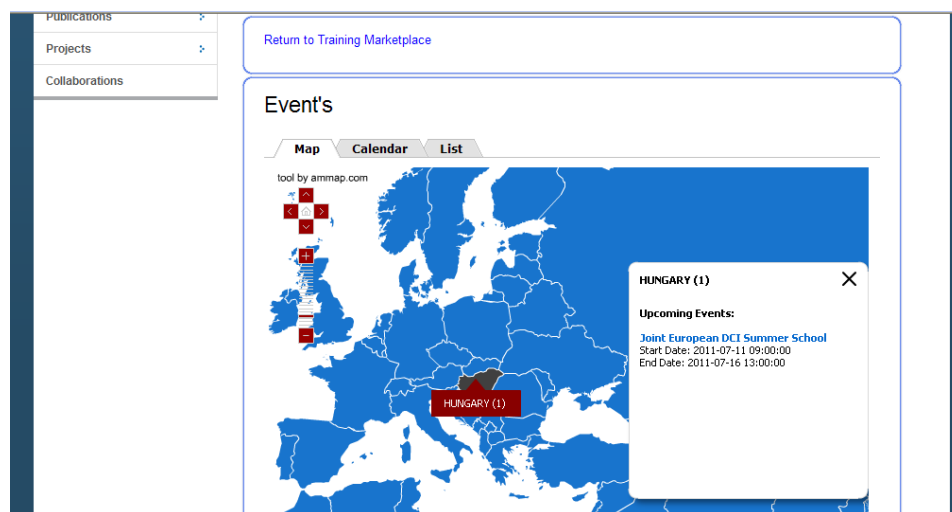 Publications
Projects
Collaborations
Return to Training Marketplace
Event's
Map
Calendar
List
tool by ammap.com
HUNGARY (1)
Upcoming Events:
Joint European DCI Summer School
Start Date: 2011-07-11 09:00:00
End Date: 2011-07-16 13:00:00
HUNGARY (1)